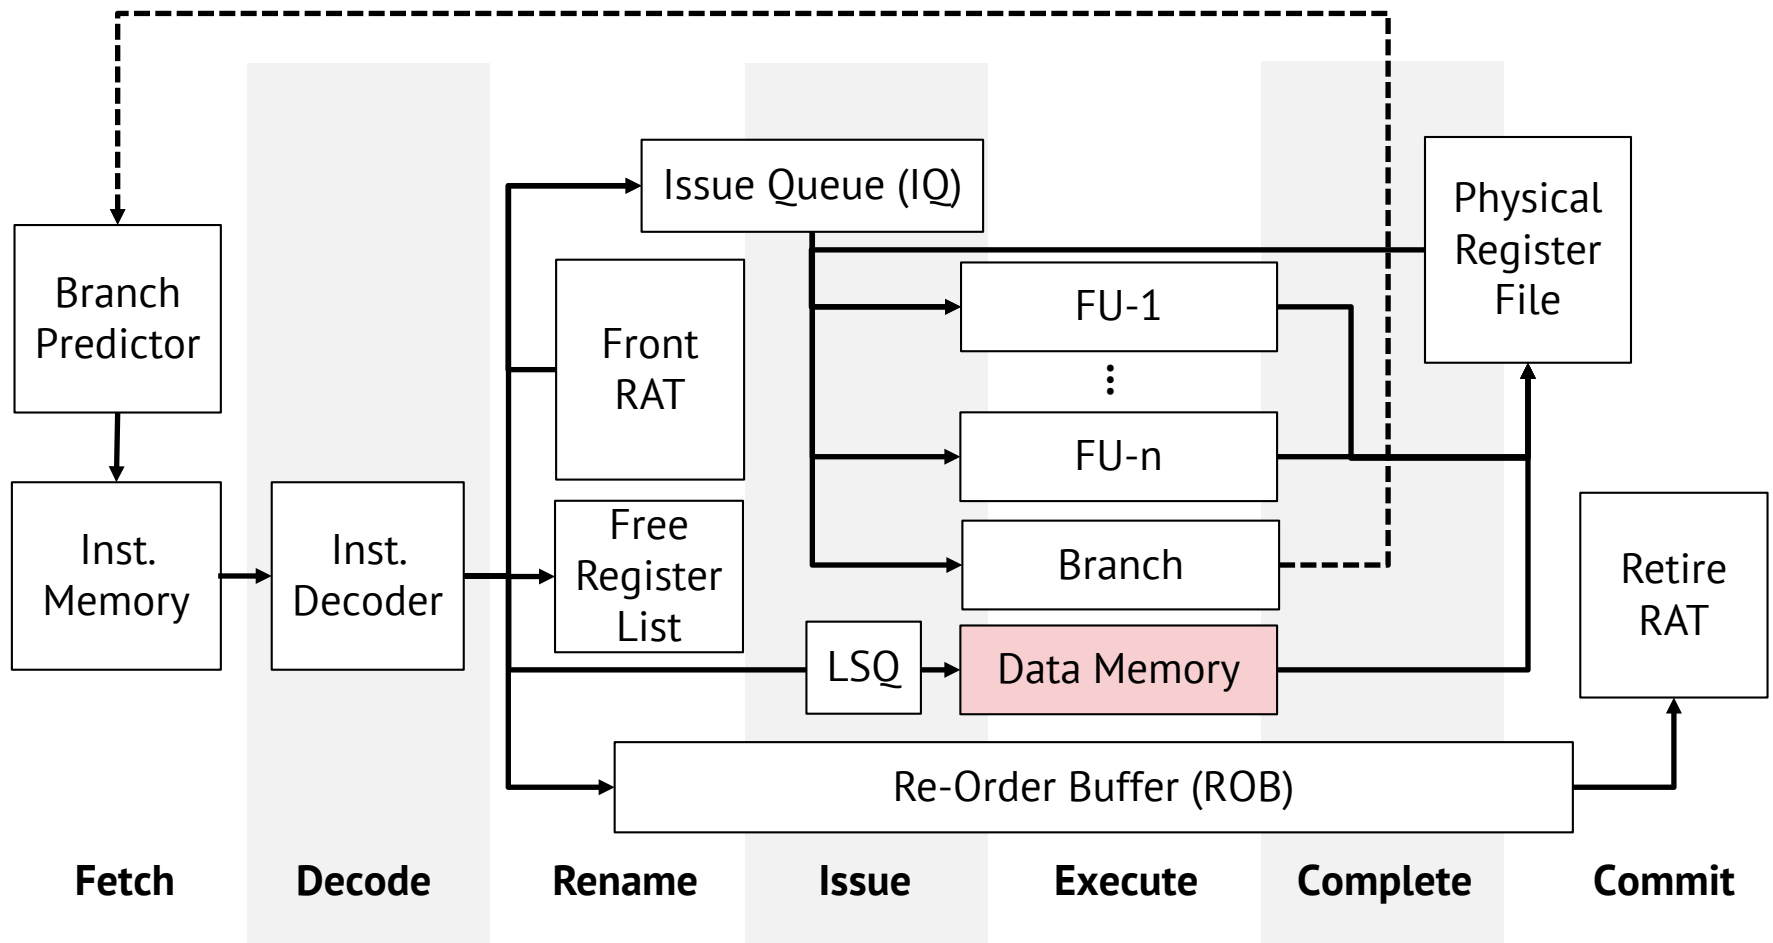 Issue Queue (IQ)
Physical
Register
File
Branch
Predictor
FU-1
Front
RAT
FU-n
Inst.
Memory
Inst.
Decoder
Free
Register
List
Branch
Retire
RAT
LSQ
Data Memory
Re-Order Buffer (ROB)
Fetch
Decode
Rename
Issue
Execute
Complete
Commit